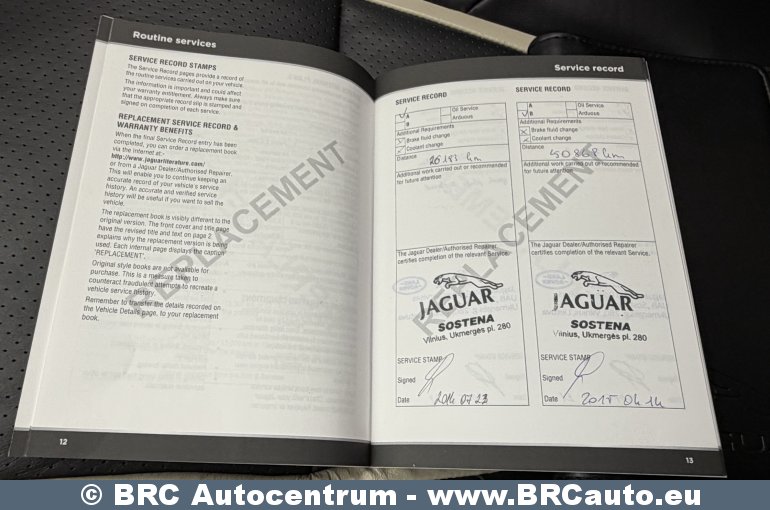 Routine services
SERVICE RECORD STAMPS
The Service Record pages provide a record of
the routine services carried out on your vehicle.
The information is important and could affect
your warranty entitlement. Always make sure
that the appropriate record slip is stamped and
signed on completion of each service.
REPLACEMENT SERVICE RECORD &
WARRANTY BENEFITS
When the final Service Record entry has been
completed, you can order a replacement book
via the internet at:-
http://www.jaguarliterature.com/
or from a Jaguar Dealer/Authorised Repairer.
This will enable you to continue keeping an
accurate record of your vehicle's service
history. An accurate and verified service
history will be useful if you want to sell the
vehicle.
The replacement book is visibly different to the
original version. The front cover and title page
have the revised title and text on page 2
explains why the replacement version is being
used. Each internal page displays the caption
'REPLACEMENT'.
Original style books are not available for
purchase. This is a measure taken to
counteract fraudulent attempts to recreate a
vehicle service history.
Remember to transfer the details recorded on
the Vehicle Details page, to your replacement
book.
REPLACEMENT
12
Service record
SERVICE RECORD
A
Oil Service
B
Arduous
Additional Requirements
Brake fluid change
Coolant change
Distance 26183 km
Additional work carried out or recommended
for future attention
The Jaguar Dealer/Authorised Repairer
certifies completion of the relevant Service.
JAGUAR
SOSTENA
Vilnius, Ukmergės pl. 280
SERVICE STAMP
Signed
Date 2014 07 23
SERVICE RECORD
A
Oil Service
B
Arduous
Additional Requirements
Brake fluid change
Coolant change
Distance 50868 km
Additional work carried out or recommended
for future attention
The Jaguar Dealer/Authorised Repairer
certifies completion of the relevant Service.
JAGUAR
SOSTENA
Vilnius, Ukmergės pl. 280
SERVICE STAMP
Signed
Date 2015 04 14
REPLACEMENT
13
© BRC Autocentrum - www.BRCauto.eu